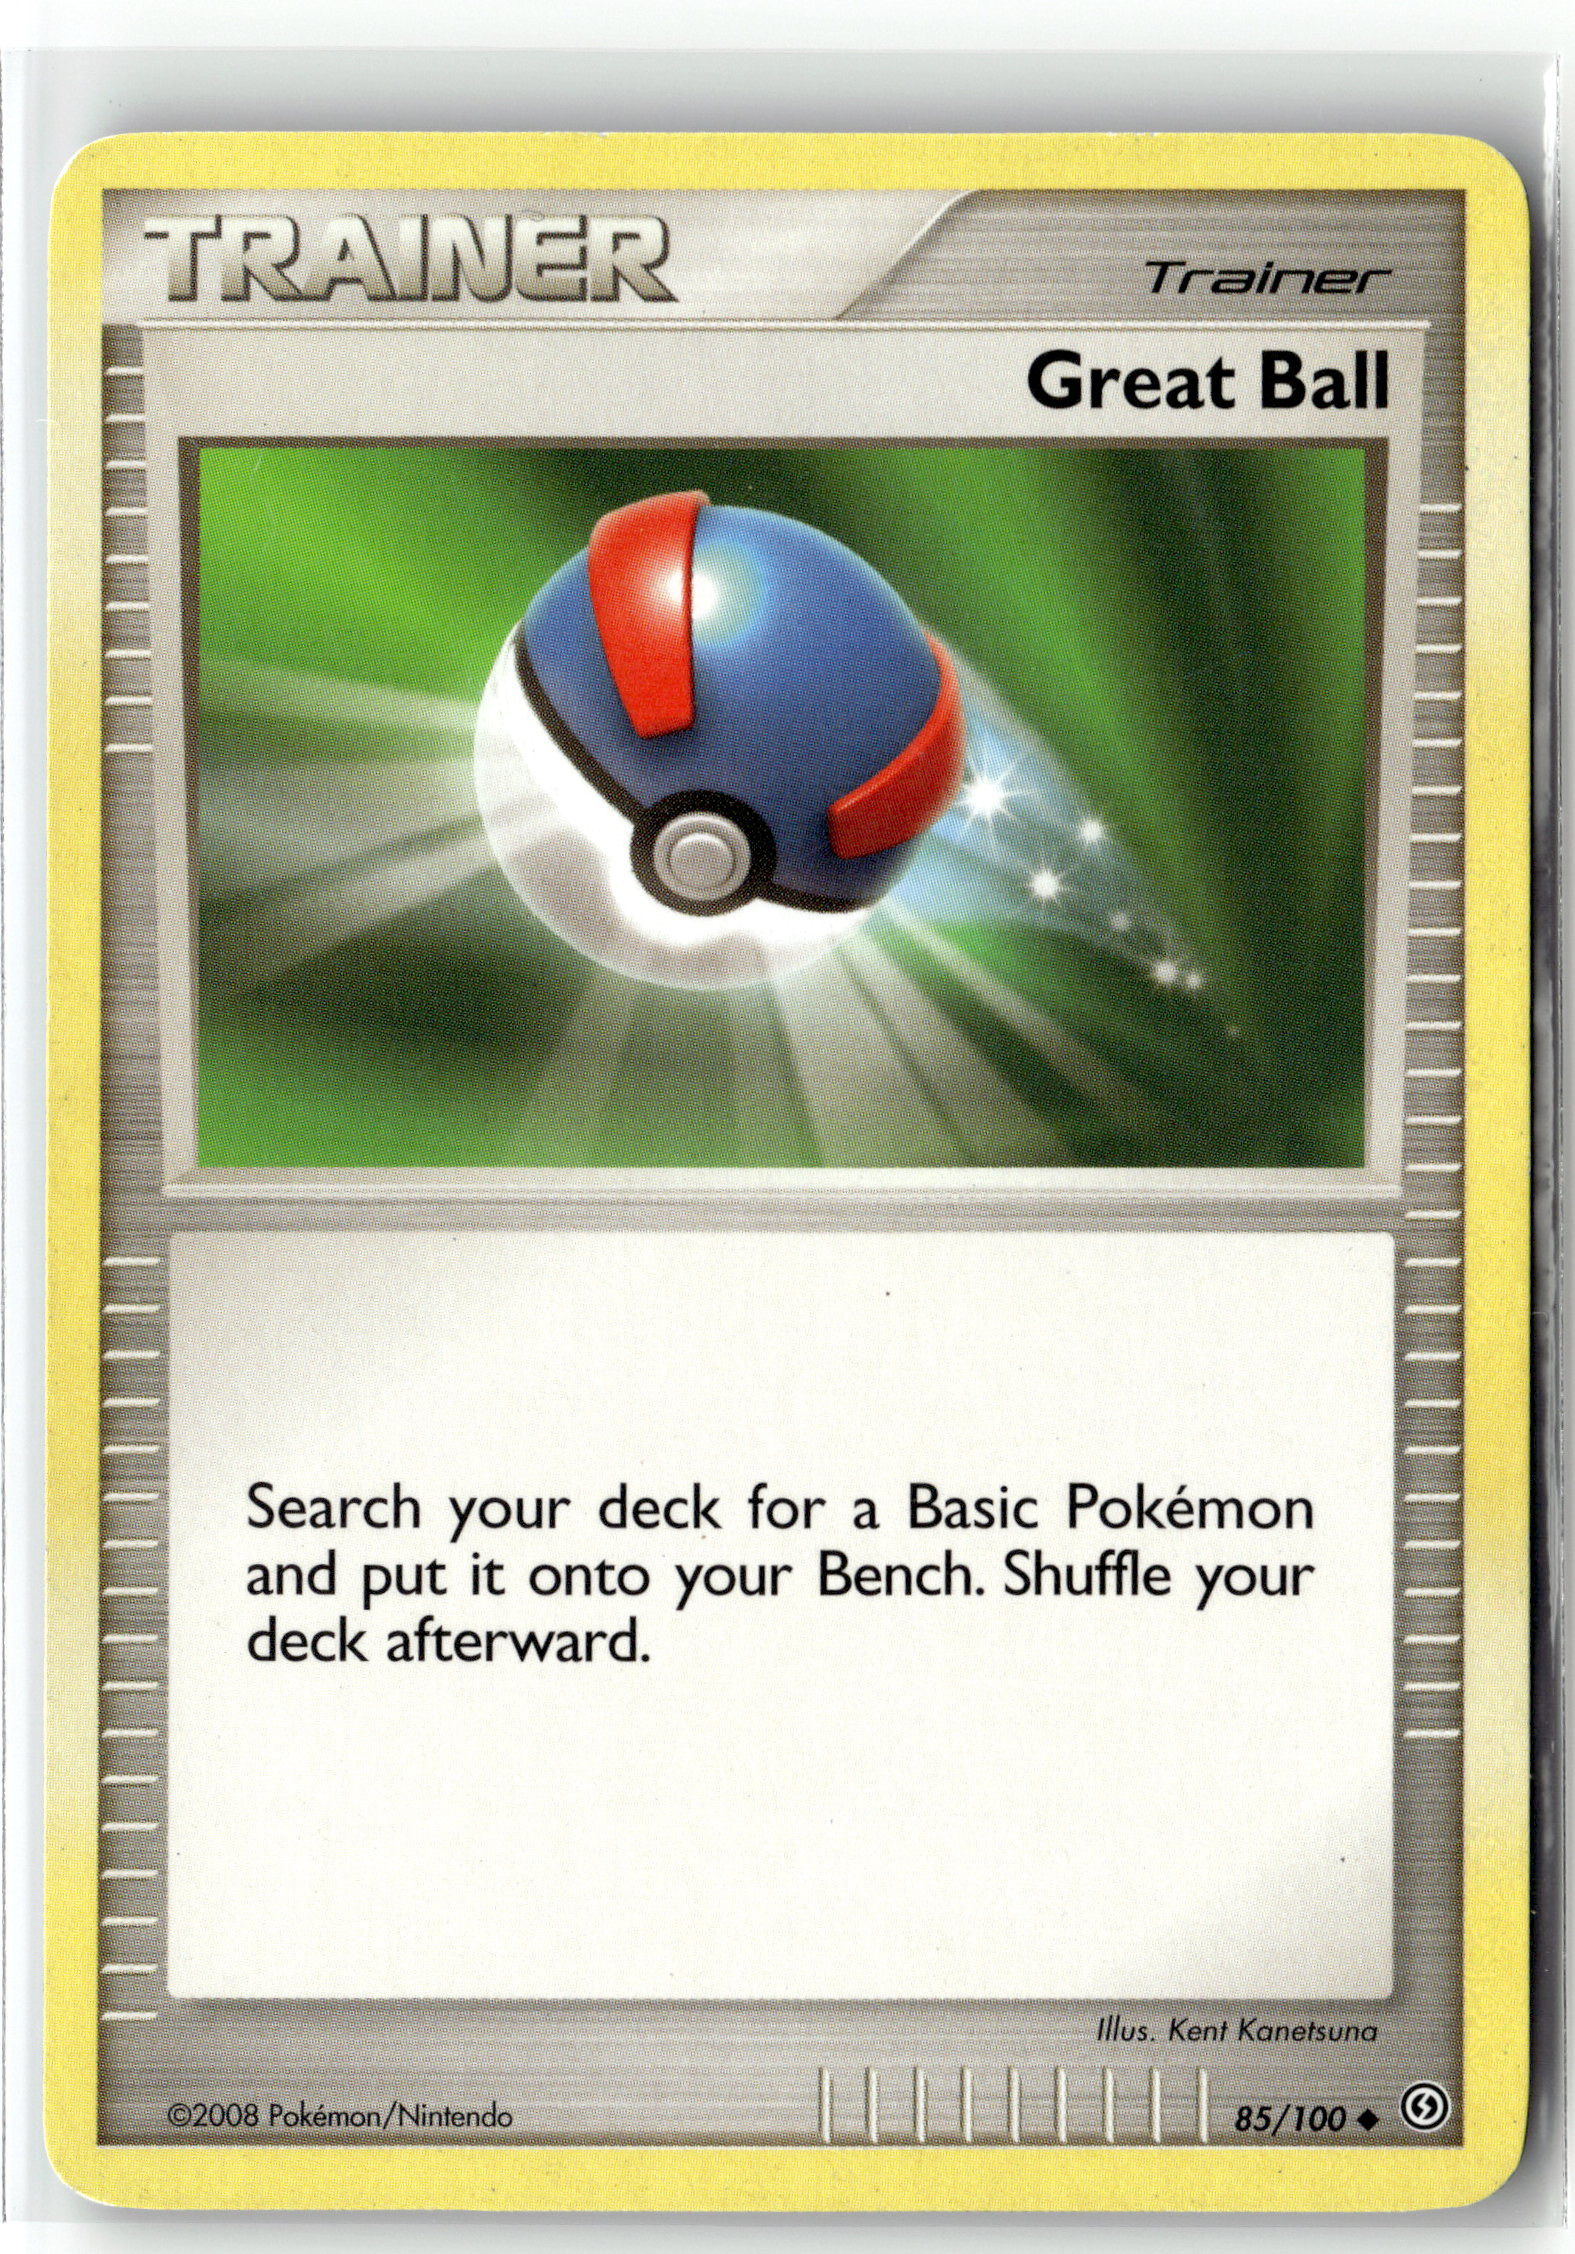 TRAINER
Trainer
Great Ball
Search your deck for a Basic Pokémon
and put it onto your Bench. Shuffle your
deck afterward.
Illus. Kent Kanetsuna
©2008 Pokémon/Nintendo
85/100 ◆